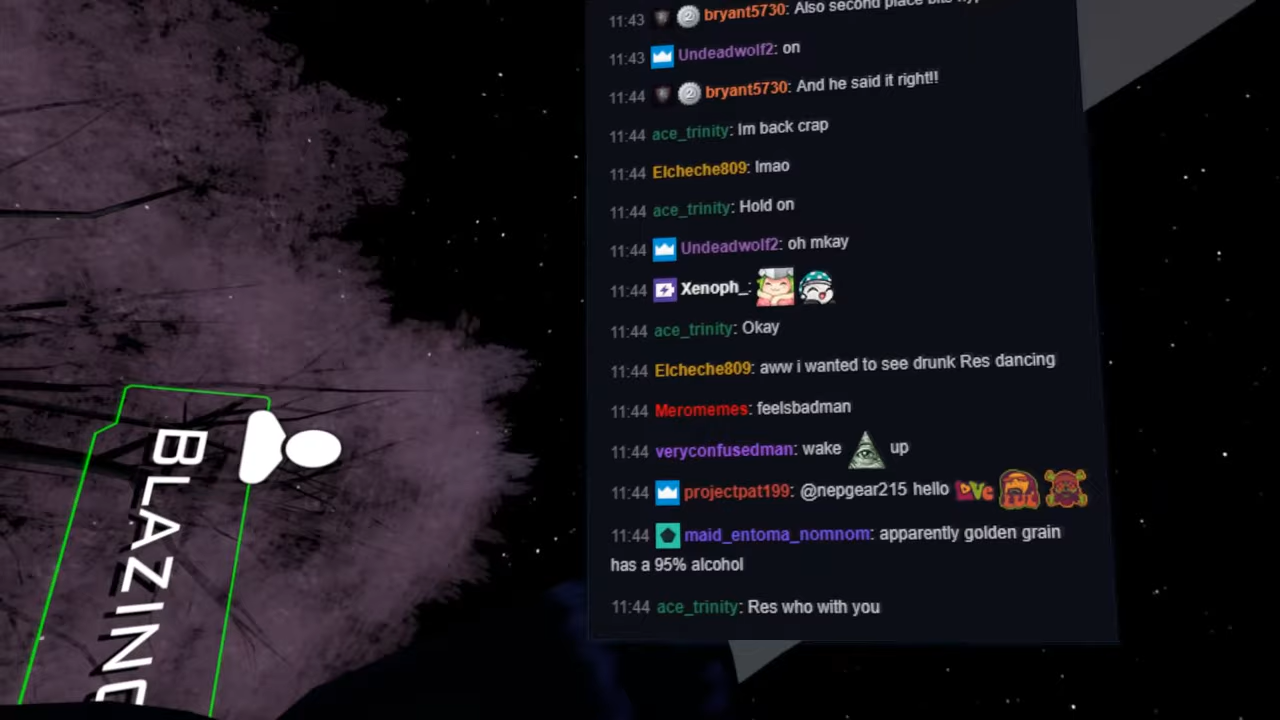 11:43 2 bryant5730: Also second place bits
11:43 Undeadwolf2: on
11:44 2 bryant5730: And he said it right!!
11:44 ace_trinity: Im back crap
11:44 Elcheche809: lmao
11:44 ace_trinity: Hold on
11:44 Undeadwolf2: oh mkay
11:44 Xenoph_:
11:44 ace_trinity: Okay
11:44 Elcheche809: aww i wanted to see drunk Res dancing
11:44 Meromemes: feelsbadman
11:44 veryconfusedman: wake up
11:44 projectpat199: @nepgear215 hello LOVE
11:44 maid_entoma_nomnom: apparently golden grain
has a 95% alcohol
11:44 ace_trinity: Res who with you
BLAZING